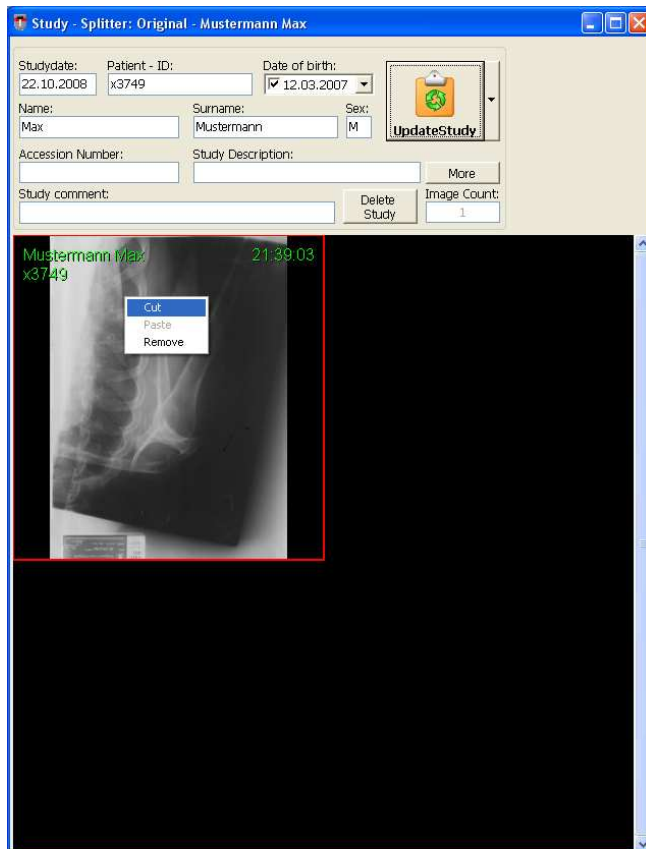 Study - Splitter: Original - Mustermann Max
Studydate: Patient - ID: Date of birth:
22.10.2008 x3749 12.03.2007
Name: Surname: Sex:
Max Mustermann M
UpdateStudy
Accession Number: Study Description:
More
Study comment: Delete Study Image Count:
1
Mustermann Max 21:39:03
x3749
Cut
Paste
Remove